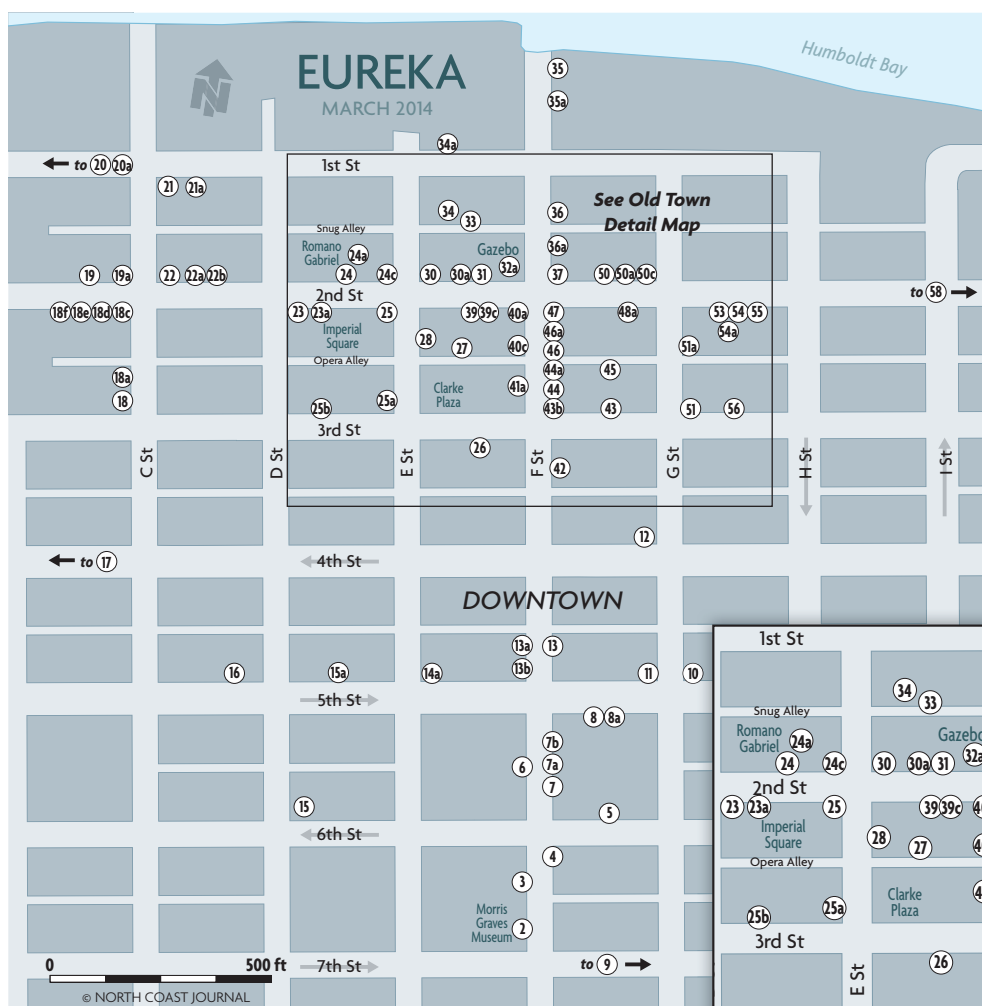 EUREKA
MARCH 2014
N
Humboldt Bay
35
35a
34a
to 20 20a
1st St
21 21a
34
33
36
See Old Town
Detail Map
Snug Alley
Romano
Gabriel
24a
Gazebo
32a
36a
19 19a
22 22a 22b
24 24c
30 30a 31
37
50 50a 50c
2nd St
to 58
18f 18e 18d 18c
23 23a
25
39 39c
40a
47
48a
53 54 55
Imperial
Square
28
27
46a
54a
40c
46
51a
Opera Alley
18a
44a
45
18
Clarke
Plaza
41a
44
25b
25a
43b
43
51
56
3rd St
26
42
C St
D St
E St
F St
G St
H St
I St
12
to 17
4th St
DOWNTOWN
13a
13
16
15a
14a
13b
11
10
5th St
8 8a
7b
6
7a
7
15
5
6th St
4
3
Morris
Graves
Museum
2
to 9
0
500 ft
7th St
© NORTH COAST JOURNAL
1st St
34
33
Snug Alley
Romano
Gabriel
24a
Gazebo
32a
24
24c
30
30a
31
2nd St
23
23a
25
39
39c
Imperial
Square
28
27
Opera Alley
Clarke
Plaza
25b
25a
3rd St
26
E St